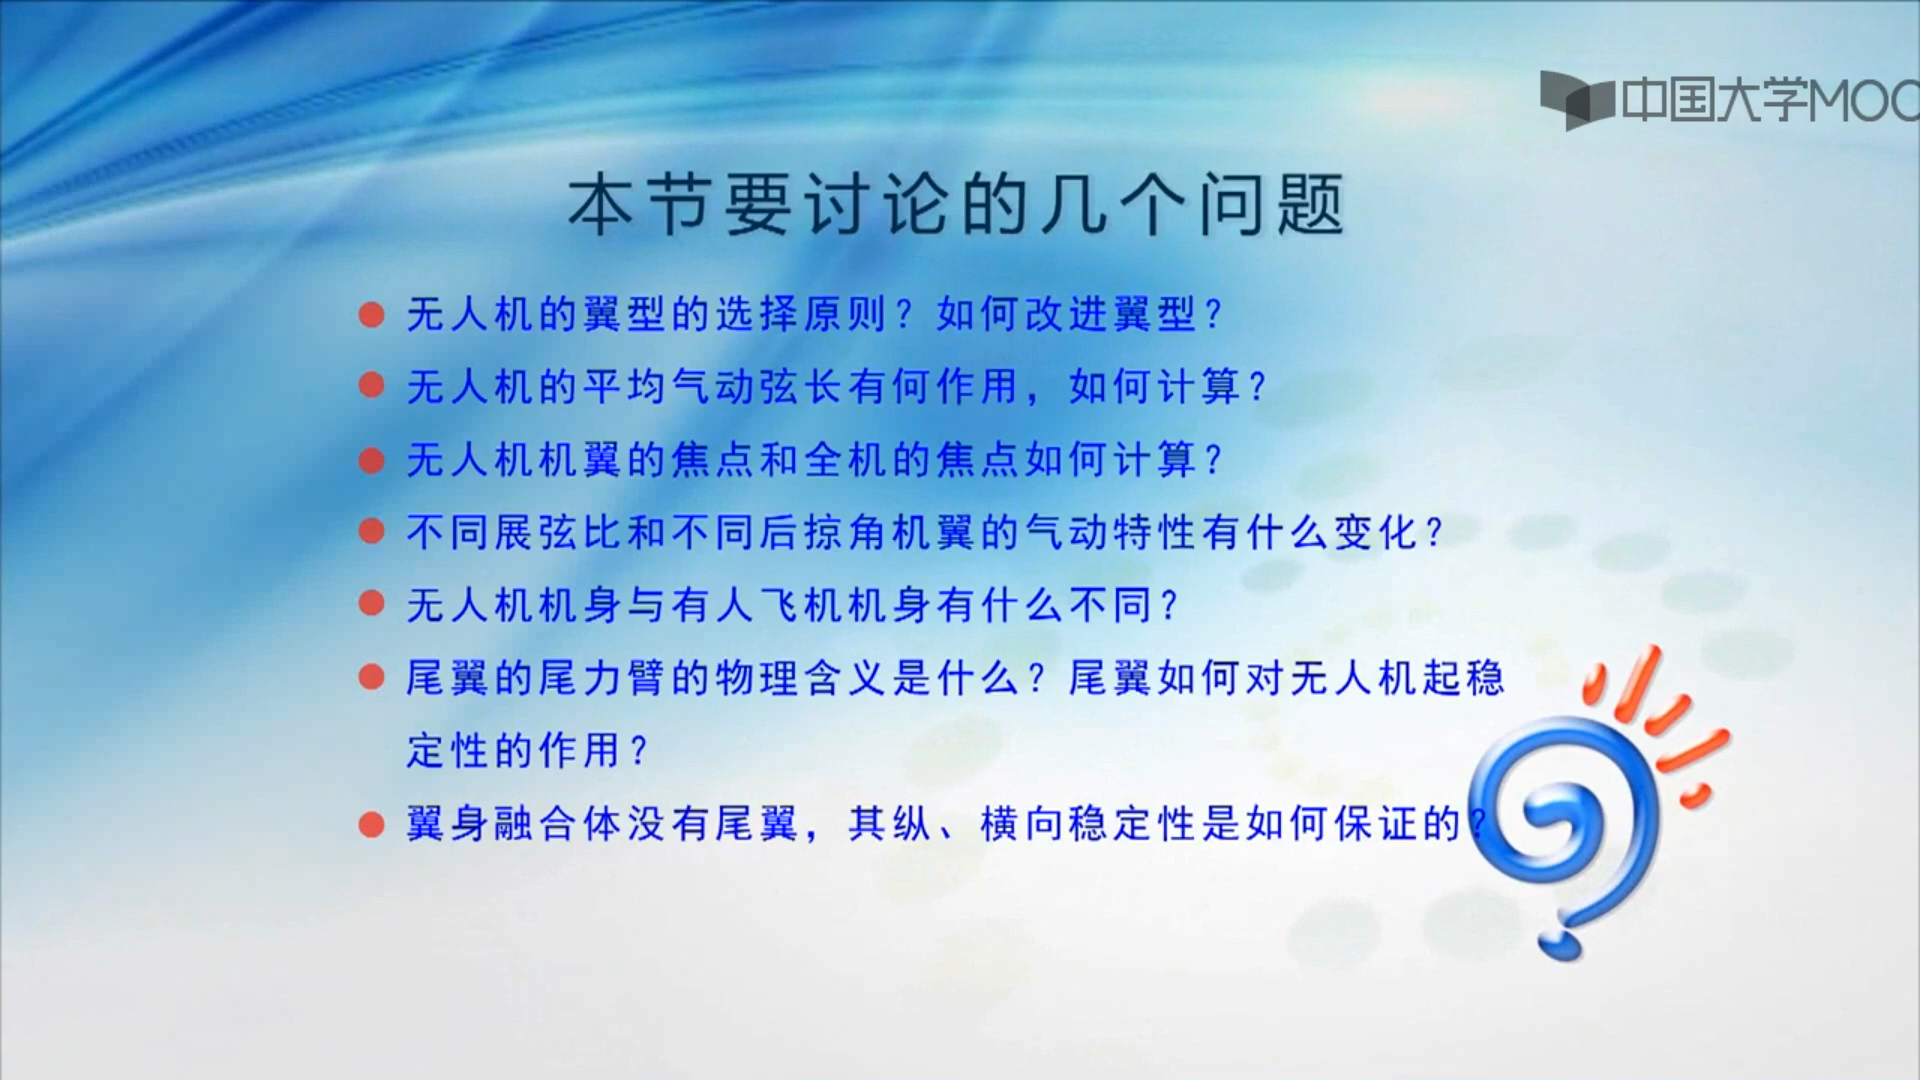 中国大学MOO
本节要讨论的几个问题
无人机的翼型的选择原则？如何改进翼型？
无人机的平均气动弦长有何作用，如何计算？
无人机机翼的焦点和全机的焦点如何计算？
不同展弦比和不同后掠角机翼的气动特性有什么变化？
无人机机身与有人飞机机身有什么不同？
尾翼的尾力臂的物理含义是什么？尾翼如何对无人机起稳
定性的作用？
翼身融合体没有尾翼，其纵、横向稳定性是如何保证的？